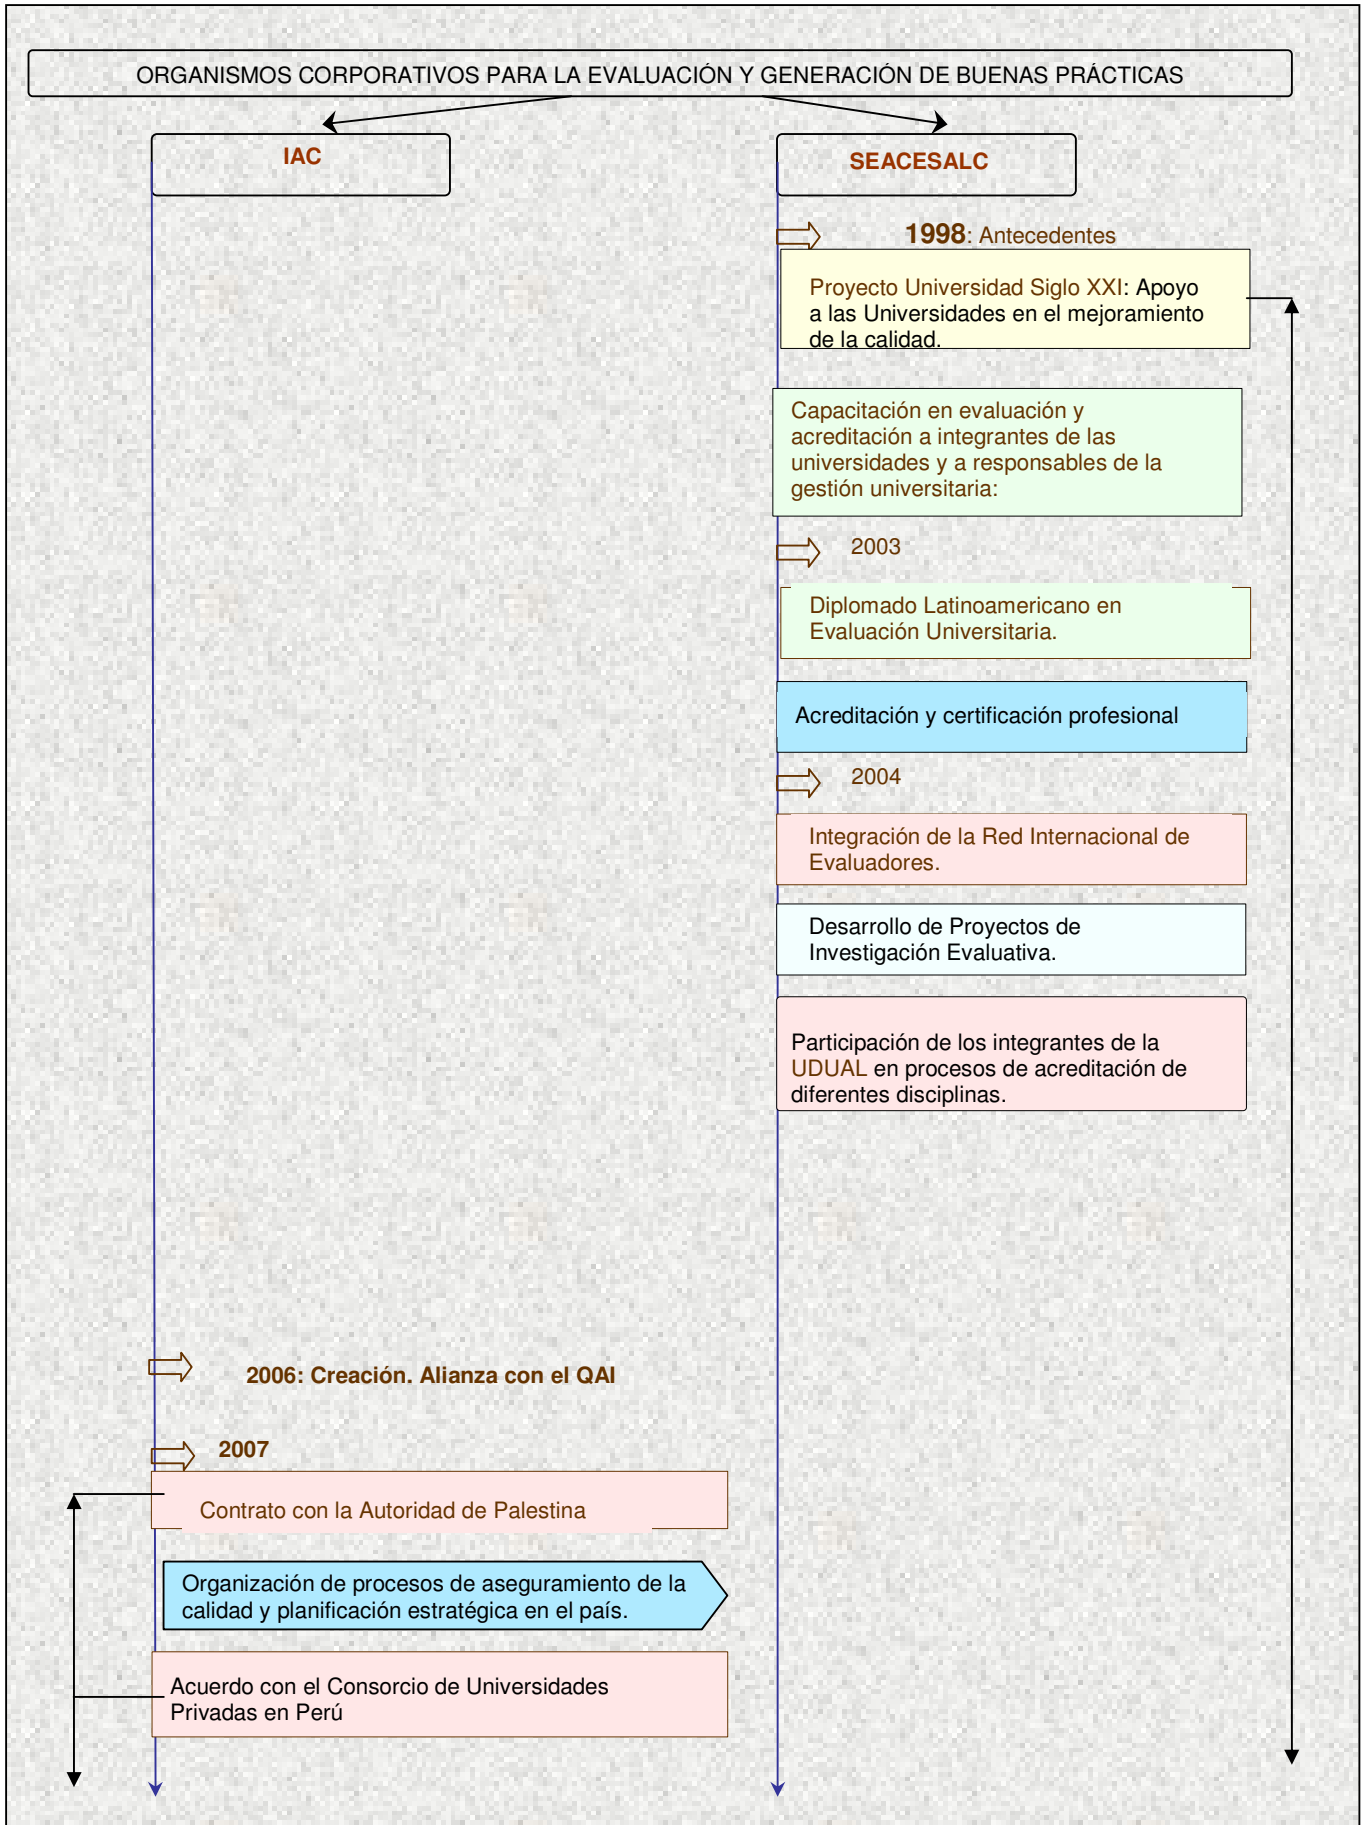 ORGANISMOS CORPORATIVOS PARA LA EVALUACIÓN Y GENERACIÓN DE BUENAS PRÁCTICAS
IAC
SEACESALC
1998: Antecedentes
Proyecto Universidad Siglo XXI: Apoyo
a las Universidades en el mejoramiento
de la calidad.
Capacitación en evaluación y
acreditación a integrantes de las
universidades y a responsables de la
gestión universitaria:
2003
Diplomado Latinoamericano en
Evaluación Universitaria.
Acreditación y certificación profesional
2004
Integración de la Red Internacional de
Evaluadores.
Desarrollo de Proyectos de
Investigación Evaluativa.
Participación de los integrantes de la
UDUAL en procesos de acreditación de
diferentes disciplinas.
2006: Creación. Alianza con el QAI
2007
Contrato con la Autoridad de Palestina
Organización de procesos de aseguramiento de la
calidad y planificación estratégica en el país.
Acuerdo con el Consorcio de Universidades
Privadas en Perú